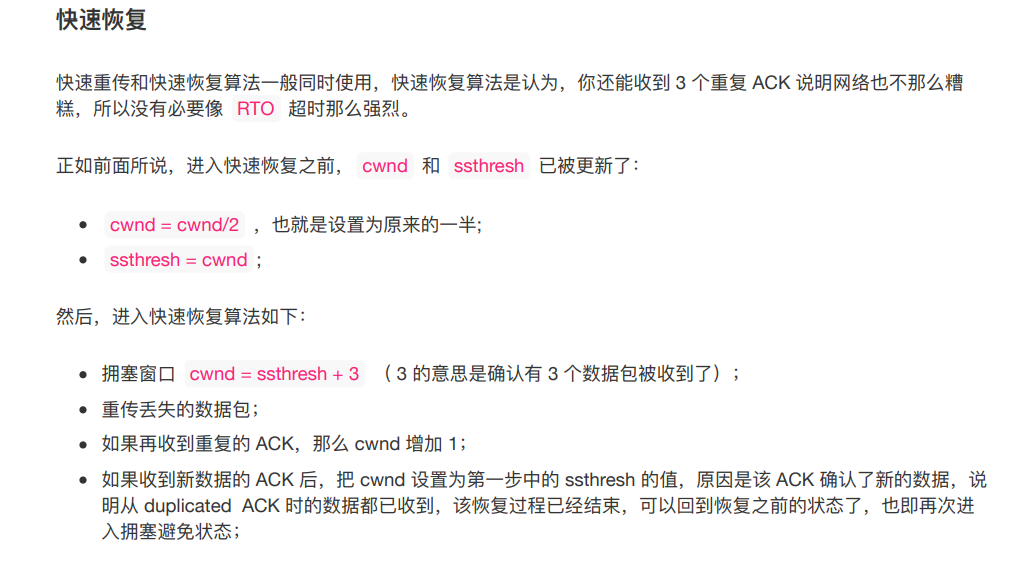 快速恢复
快速重传和快速恢复算法一般同时使用，快速恢复算法是认为，你还能收到 3 个重复 ACK 说明网络也不那么糟
糕，所以没有必要像 RTO 超时那么强烈。
正如前面所说，进入快速恢复之前， cwnd 和 ssthresh 已被更新了：
• cwnd = cwnd/2 ，也就是设置为原来的一半;
• ssthresh = cwnd ;
然后，进入快速恢复算法如下：
• 拥塞窗口 cwnd = ssthresh + 3 （ 3 的意思是确认有 3 个数据包被收到了）;
• 重传丢失的数据包;
• 如果再收到重复的 ACK，那么 cwnd 增加 1;
• 如果收到新数据的 ACK 后，把 cwnd 设置为第一步中的 ssthresh 的值，原因是该 ACK 确认了新的数据，说
明从 duplicated ACK 时的数据都已收到，该恢复过程已经结束，可以回到恢复之前的状态了，也即再次进
入拥塞避免状态;